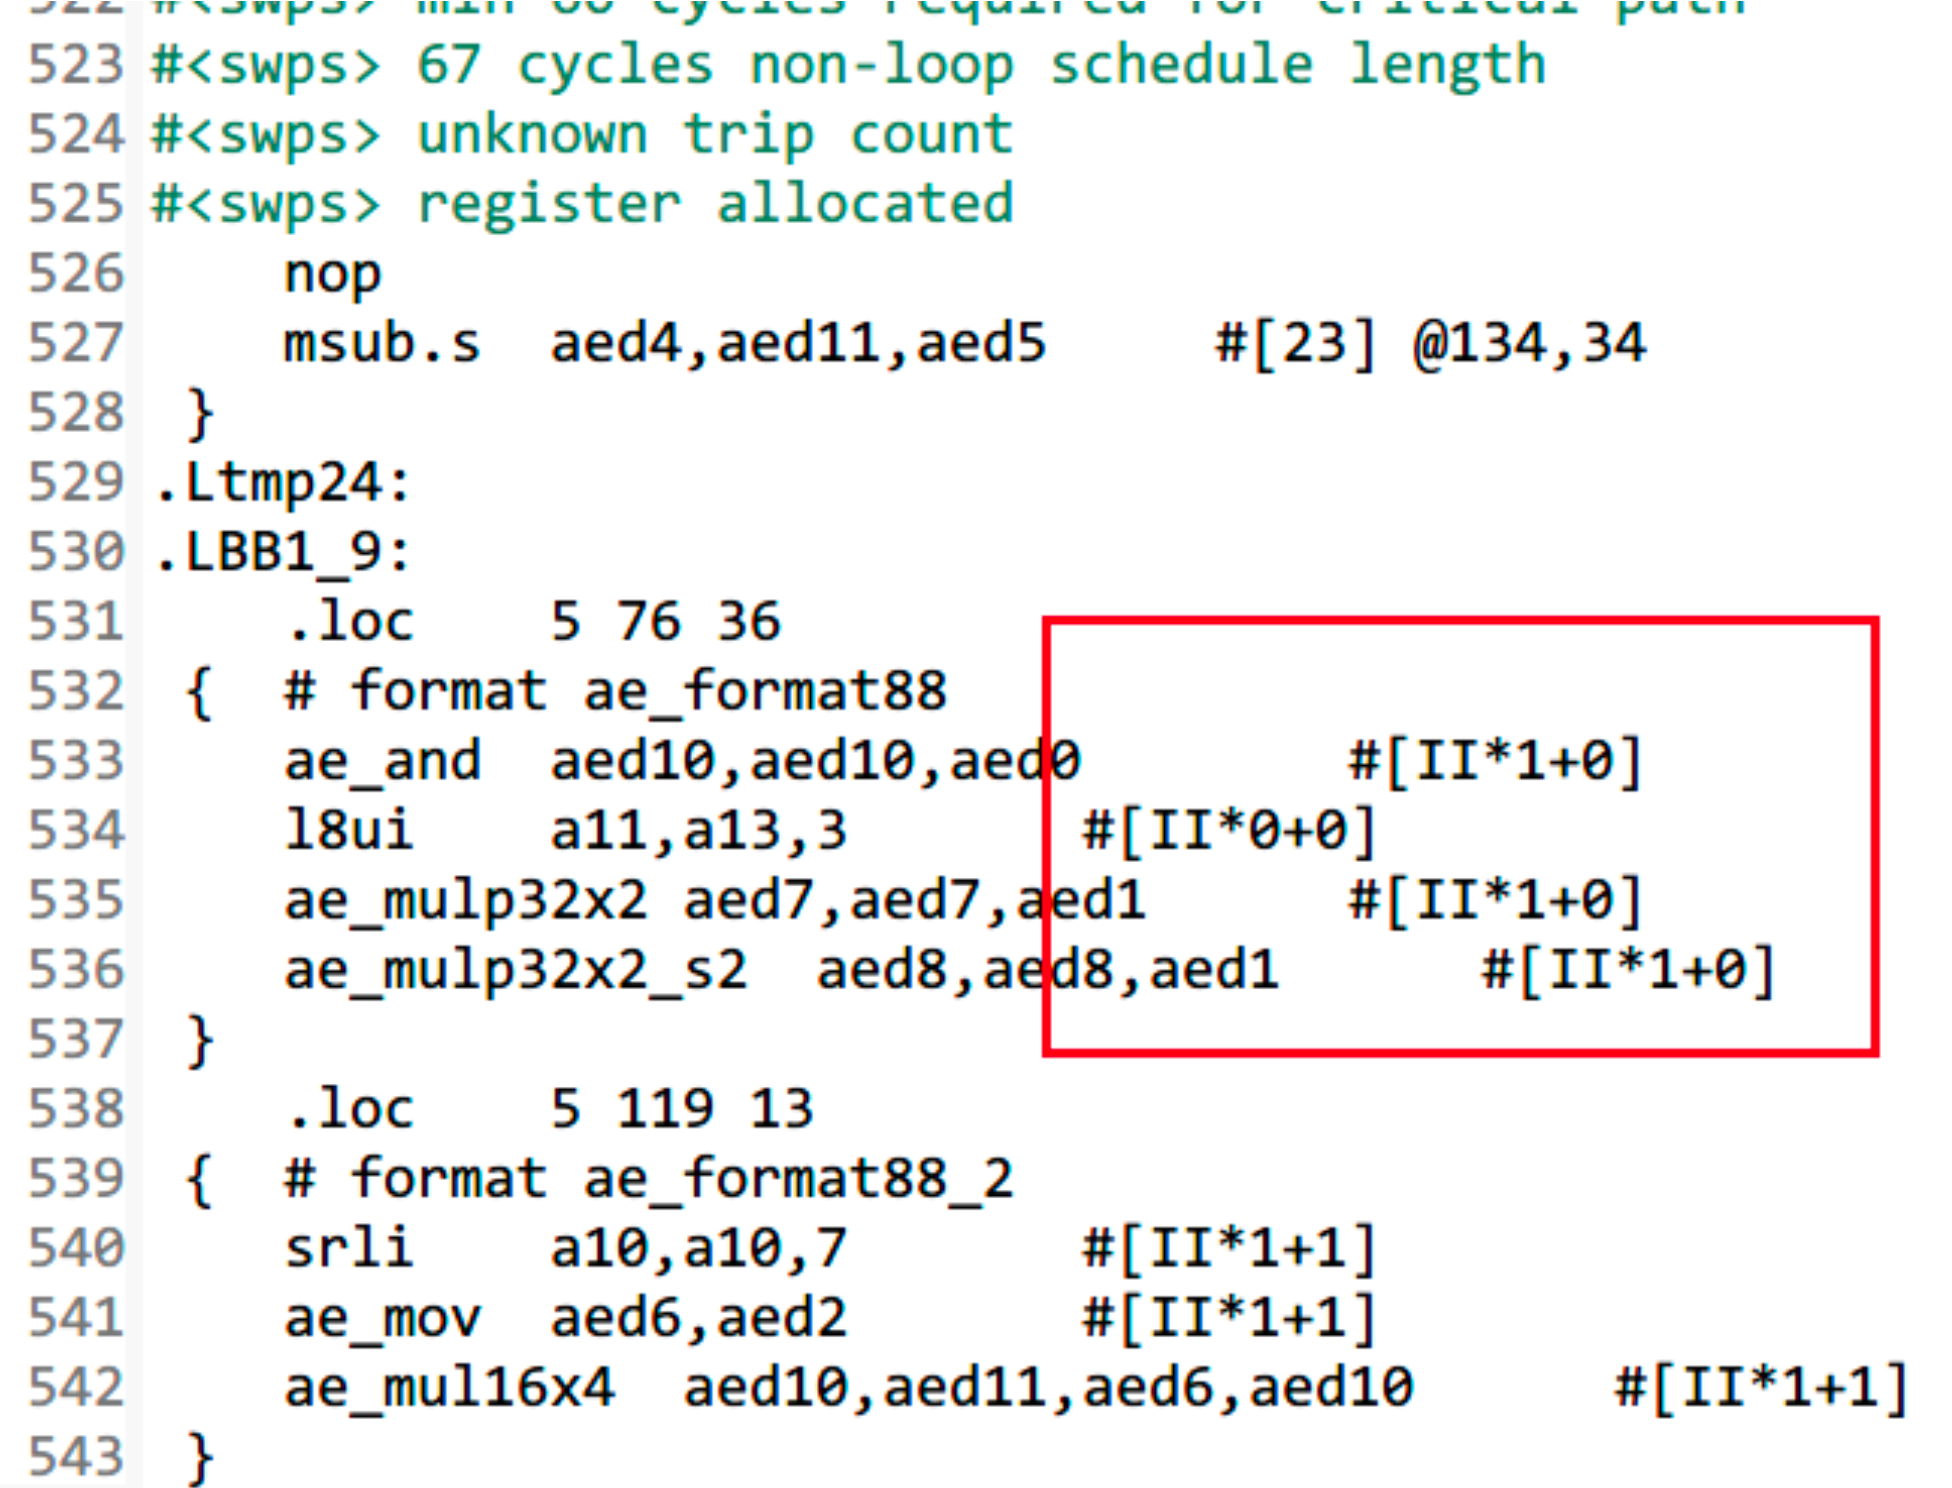 522 #<swps> min 66 cycles required for critical path
523 #<swps> 67 cycles non-loop schedule length
524 #<swps> unknown trip count
525 #<swps> register allocated
526 nop
527 msub.s aed4,aed11,aed5 #[23] @134,34
528 }
529 .Ltmp24:
530 .LBB1_9:
531 .loc 5 76 36
532 { # format ae_format88
533 ae_and aed10,aed10,aed0 #[II*1+0]
534 l8ui a11,a13,3 #[II*0+0]
535 ae_mulp32x2 aed7,aed7,aed1 #[II*1+0]
536 ae_mulp32x2_s2 aed8,aed8,aed1 #[II*1+0]
537 }
538 .loc 5 119 13
539 { # format ae_format88_2
540 srli a10,a10,7 #[II*1+1]
541 ae_mov aed6,aed2 #[II*1+1]
542 ae_mul16x4 aed10,aed11,aed6,aed10 #[II*1+1]
543 }